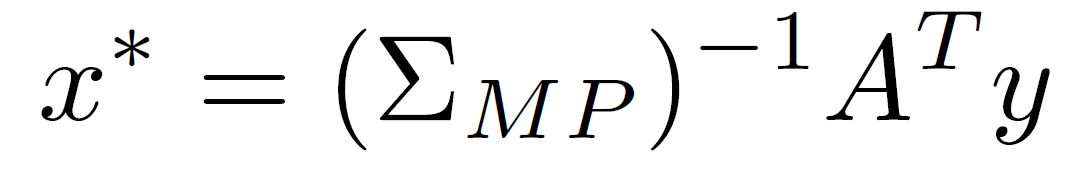 x* = (Σ_{MP})^{-1} A^T y